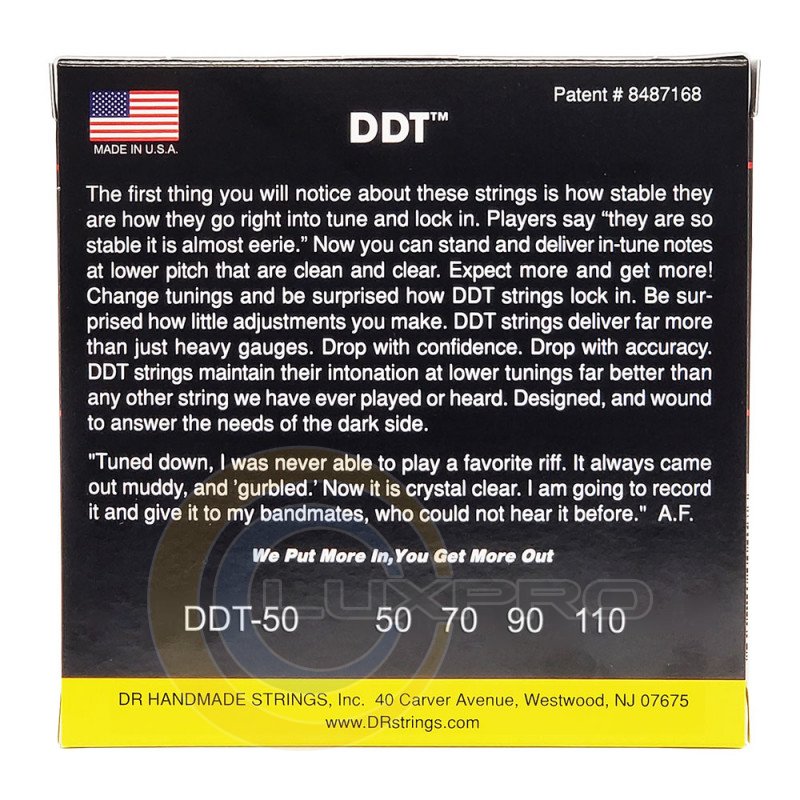 Patent # 8487168
MADE IN U.S.A.
DDT™
The first thing you will notice about these strings is how stable they
are how they go right into tune and lock in. Players say “they are so
stable it is almost eerie.” Now you can stand and deliver in-tune notes
at lower pitch that are clean and clear. Expect more and get more!
Change tunings and be surprised how DDT strings lock in. Be sur-
prised how little adjustments you make. DDT strings deliver far more
than just heavy gauges. Drop with confidence. Drop with accuracy.
DDT strings maintain their intonation at lower tunings far better than
any other string we have ever played or heard. Designed, and wound
to answer the needs of the dark side.
"Tuned down, I was never able to play a favorite riff. It always came
out muddy, and 'gurbled.' Now it is crystal clear. I am going to record
it and give it to my bandmates, who could not hear it before." A.F.
We Put More In,You Get More Out
LUXPRO
DDT-50 50 70 90 110
DR HANDMADE STRINGS, Inc. 40 Carver Avenue, Westwood, NJ 07675
www.DRstrings.com